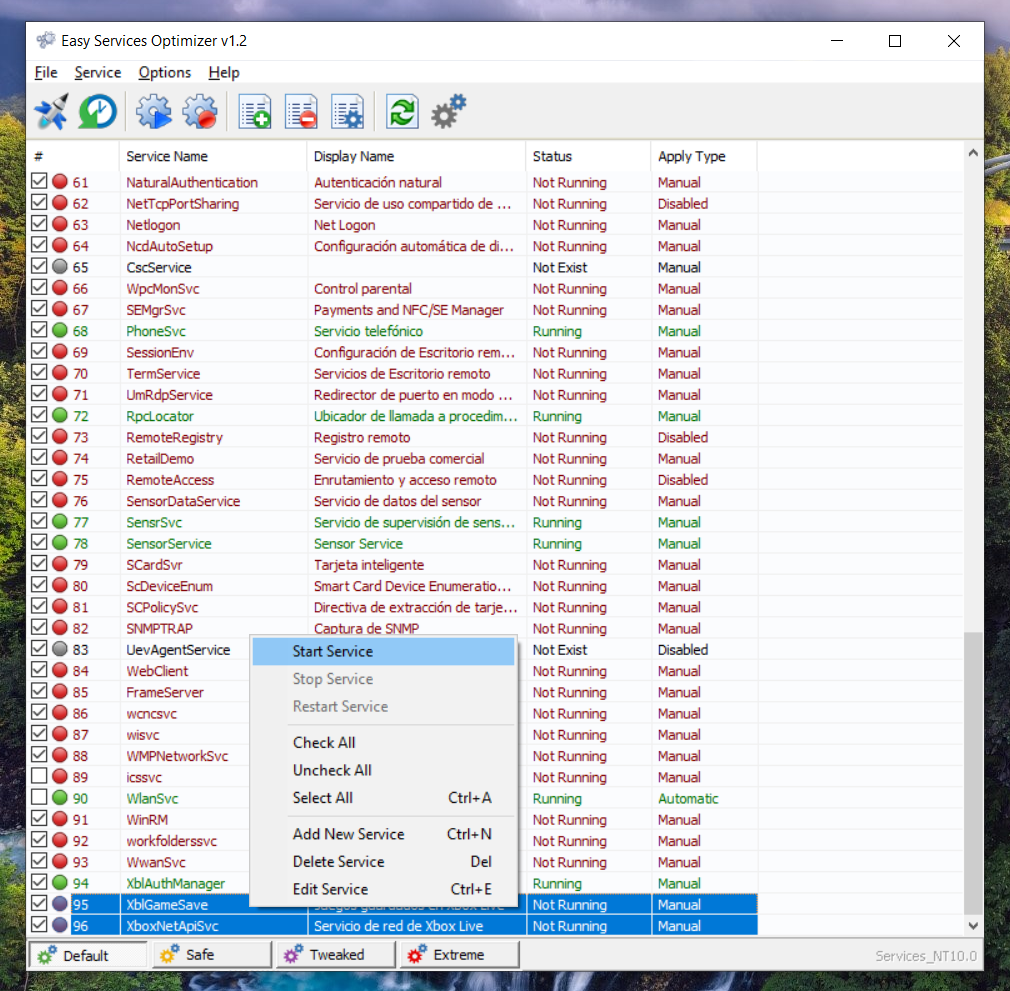 Easy Services Optimizer v1.2
File Service Options Help
# Service Name Display Name Status Apply Type
61 NaturalAuthentication Autenticación natural Not Running Manual
62 NetTcpPortSharing Servicio de uso compartido de ... Not Running Disabled
63 Netlogon Net Logon Not Running Manual
64 NcdAutoSetup Configuración automática de di... Not Running Manual
65 CscService Not Exist Manual
66 WpcMonSvc Control parental Not Running Manual
67 SEMgrSvc Payments and NFC/SE Manager Not Running Manual
68 PhoneSvc Servicio telefónico Running Manual
69 SessionEnv Configuración de Escritorio rem... Not Running Manual
70 TermService Servicios de Escritorio remoto Not Running Manual
71 UmRdpService Redirector de puerto en modo ... Not Running Manual
72 RpcLocator Ubicador de llamada a procedim... Running Manual
73 RemoteRegistry Registro remoto Not Running Disabled
74 RetailDemo Servicio de prueba comercial Not Running Manual
75 RemoteAccess Enrutamiento y acceso remoto Not Running Disabled
76 SensorDataService Servicio de datos del sensor Not Running Manual
77 SensrSvc Servicio de supervisión de sens... Running Manual
78 SensorService Sensor Service Running Manual
79 SCardSvr Tarjeta inteligente Not Running Manual
80 ScDeviceEnum Smart Card Device Enumeratio... Not Running Manual
81 SCPolicySvc Directiva de extracción de tarje... Not Running Manual
82 SNMPTRAP Captura de SNMP Not Running Manual
83 UevAgentService Not Exist Disabled
84 WebClient Not Running Manual
85 FrameServer Not Running Manual
86 wcncsvc Not Running Manual
87 wisvc Not Running Manual
88 WMPNetworkSvc Not Running Manual
89 icssvc Not Running Manual
90 WlanSvc Running Automatic
91 WinRM Not Running Manual
92 workfolderssvc Not Running Manual
93 WwanSvc Not Running Manual
94 XblAuthManager Running Manual
95 XblGameSave Juegos guardados en Xbox Live Not Running Manual
96 XboxNetApiSvc Servicio de red de Xbox Live Not Running Manual
Start Service
Stop Service
Restart Service
Check All
Uncheck All
Select All Ctrl+A
Add New Service Ctrl+N
Delete Service Del
Edit Service Ctrl+E
Default Safe Tweaked Extreme Services_NT10.0